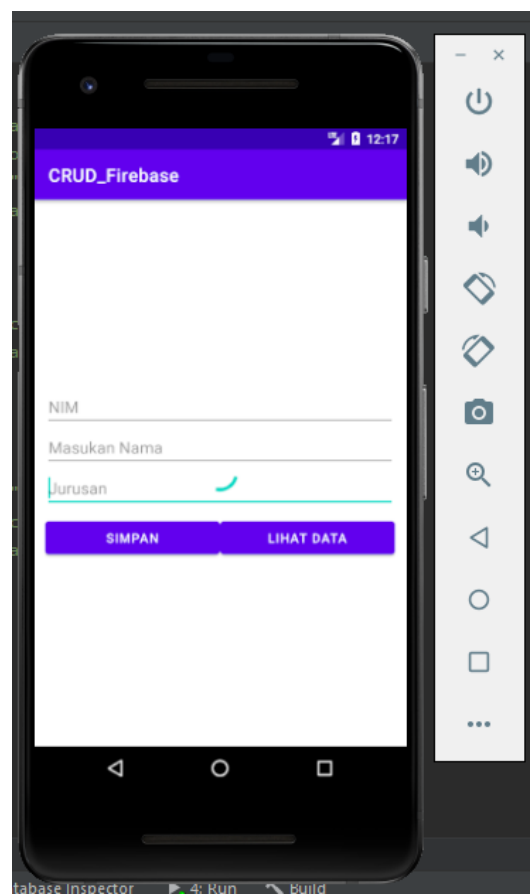 12:17
CRUD_Firebase
NIM
Masukan Nama
Jurusan
SIMPAN LIHAT DATA
tabase Inspector 4: Run Build